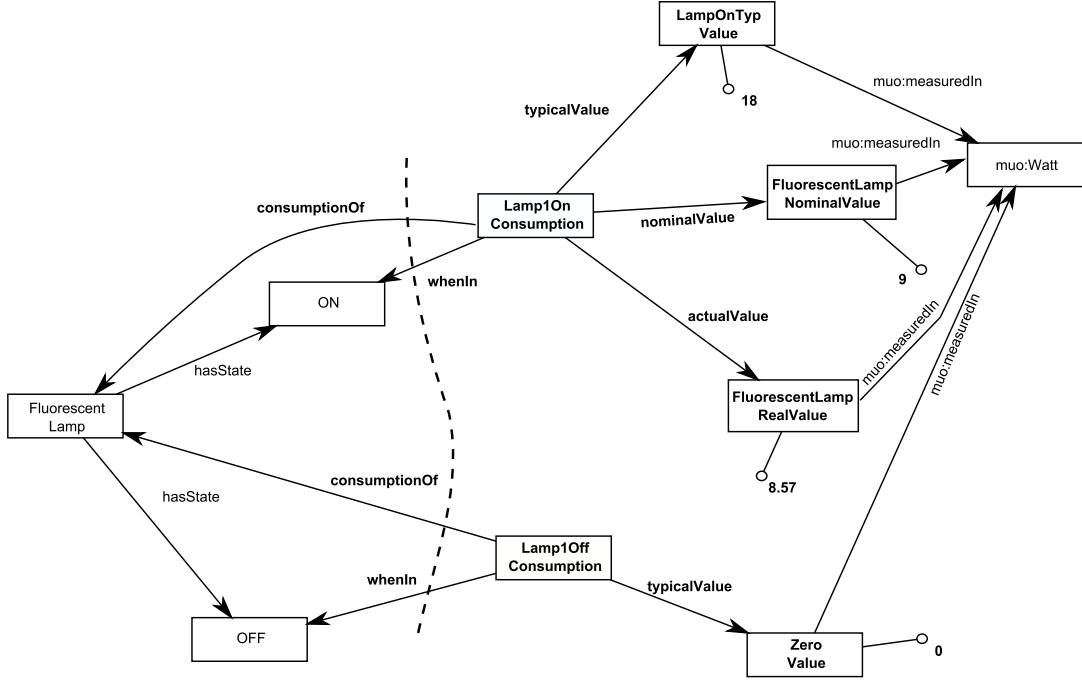 LampOnTyp
Value
muo:measuredIn
18
typicalValue
muo:measuredIn
muo:Watt
FluorescentLamp
NominalValue
consumptionOf
Lamp1On
Consumption
nominalValue
whenIn
9
ON
actualValue
muo:measuredIn
muo:measuredIn
hasState
FluorescentLamp
RealValue
Fluorescent
Lamp
consumptionOf
8.57
hasState
Lamp1Off
Consumption
whenIn
typicalValue
OFF
Zero
Value
0